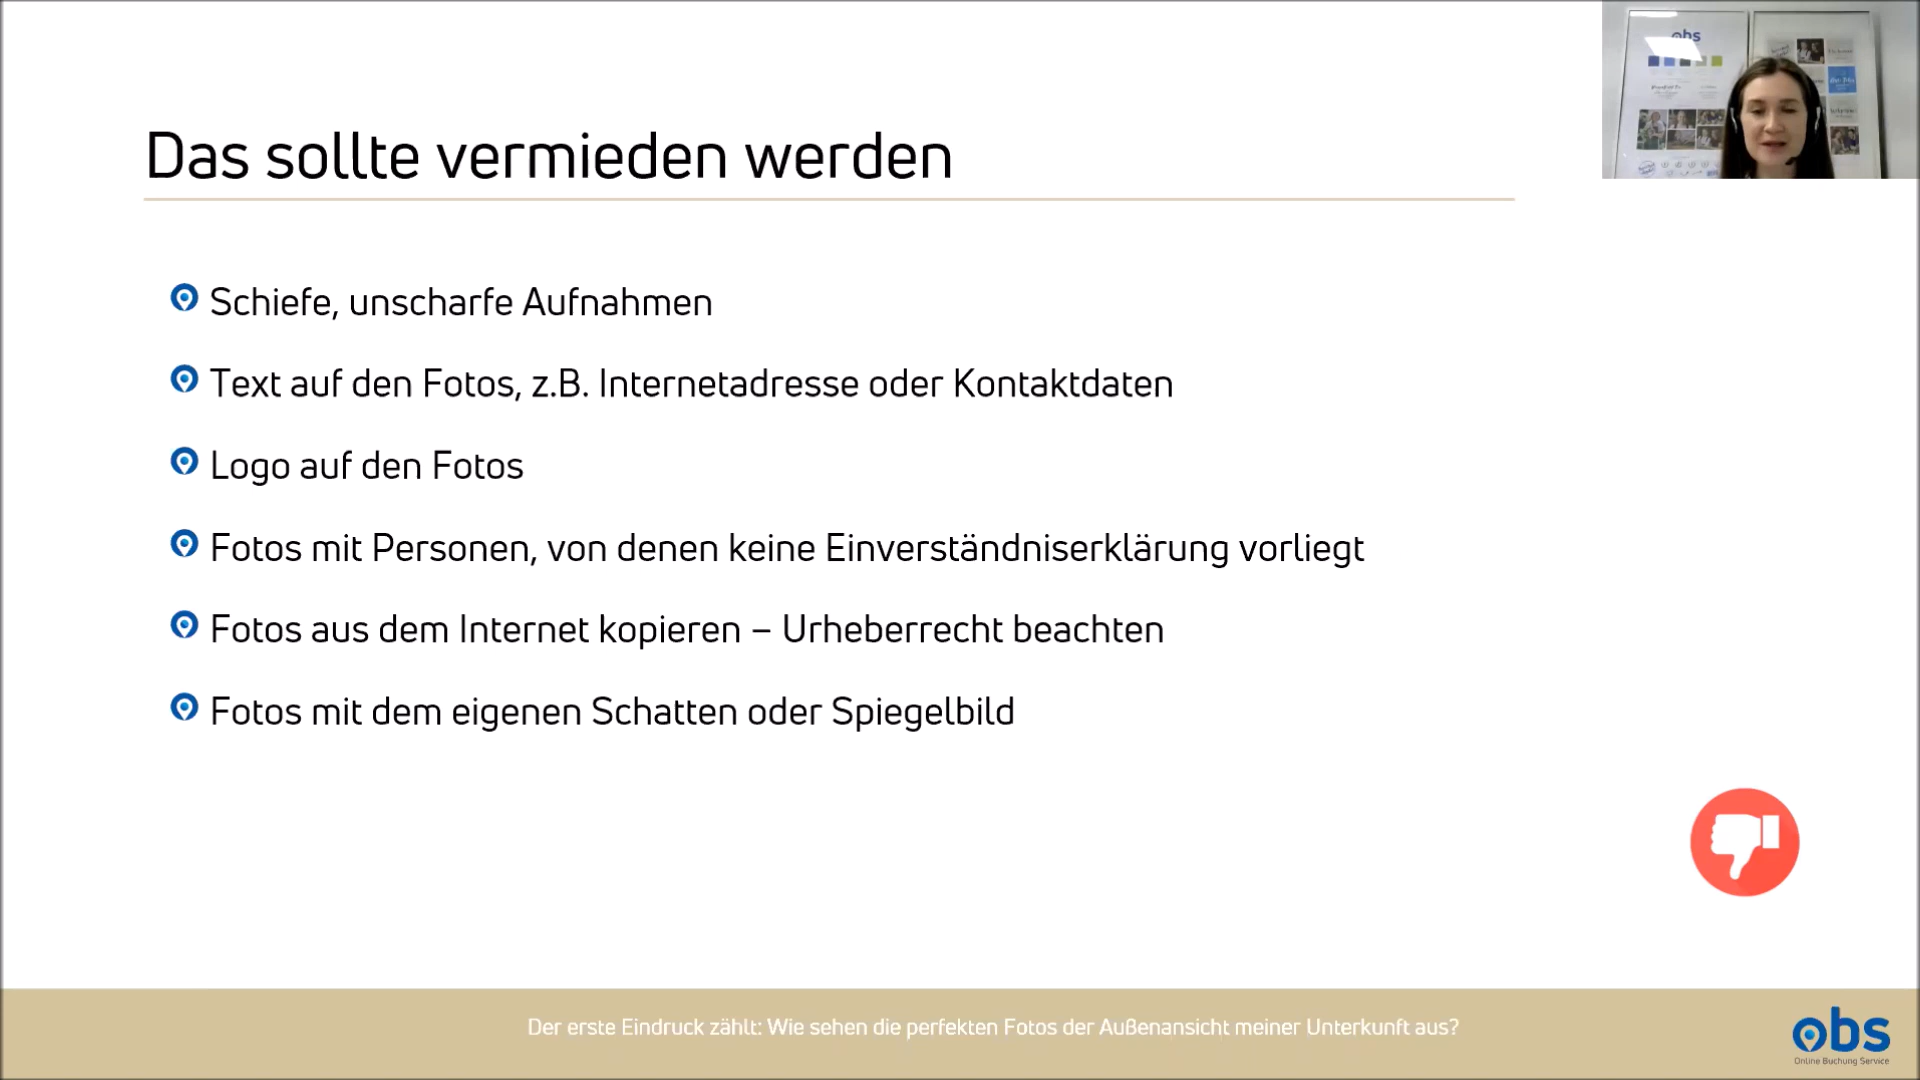 obs
Das sollte vermieden werden
Schiefe, unscharfe Aufnahmen
Text auf den Fotos, z.B. Internetadresse oder Kontaktdaten
Logo auf den Fotos
Fotos mit Personen, von denen keine Einverständniserklärung vorliegt
Fotos aus dem Internet kopieren – Urheberrecht beachten
Fotos mit dem eigenen Schatten oder Spiegelbild
Der erste Eindruck zählt: Wie sehen die perfekten Fotos der Außenansicht meiner Unterkunft aus?
obs
Online Buchung Service